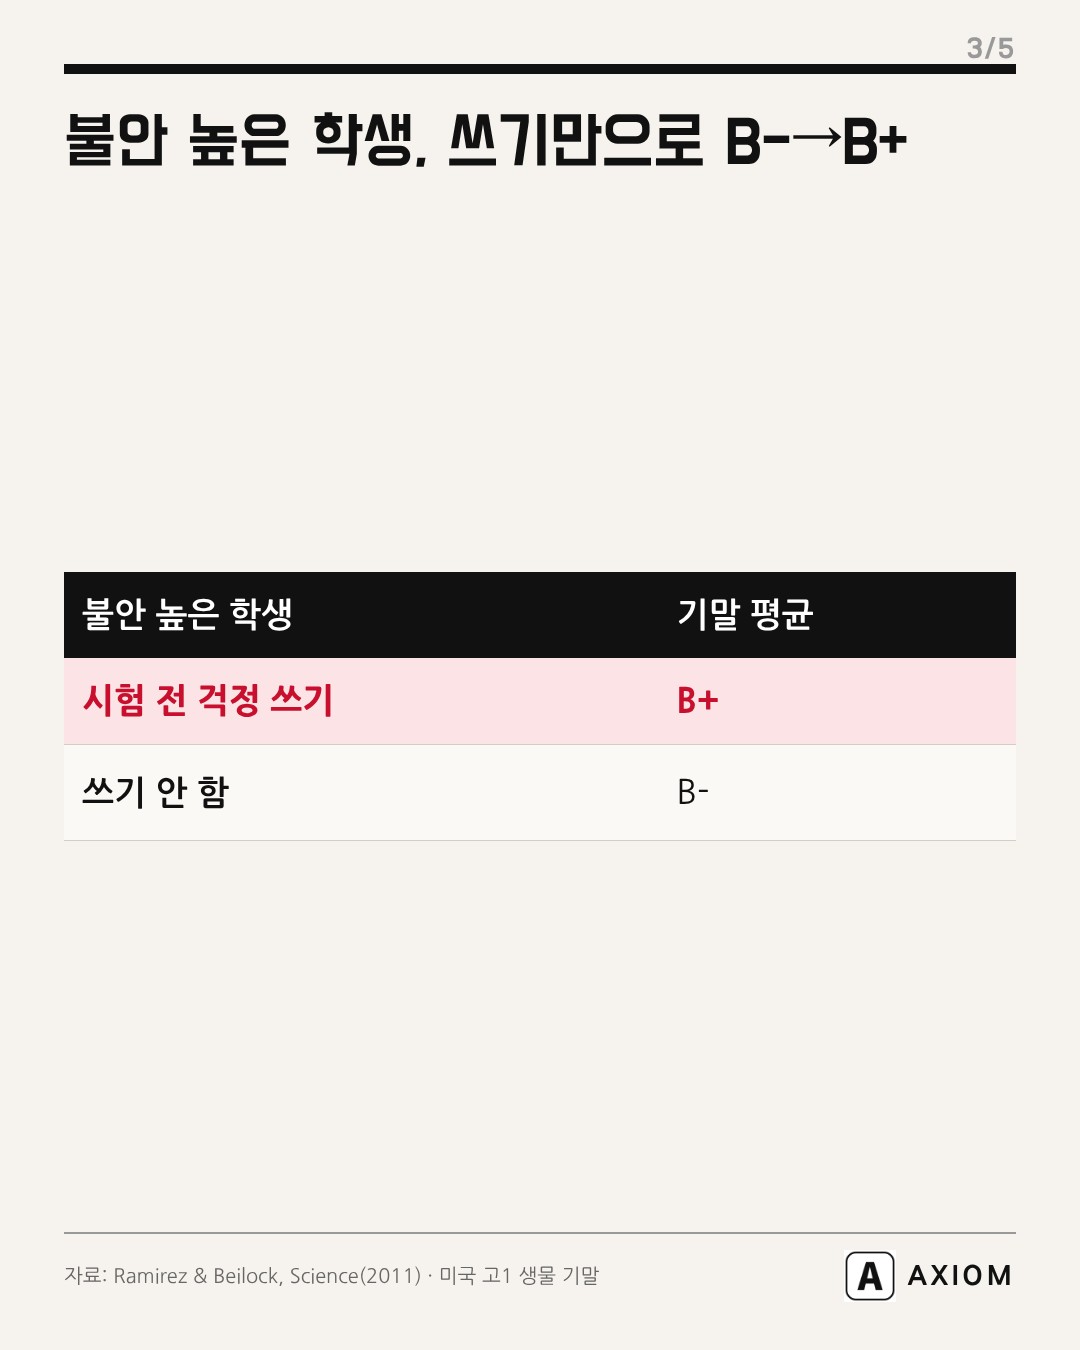 3/5
불안 높은 학생, 쓰기만으로 B-→B+
불안 높은 학생 기말 평균
시험 전 걱정 쓰기 B+
쓰기 안 함 B-
자료: Ramirez & Beilock, Science(2011) · 미국 고1 생물 기말
A AXIOM